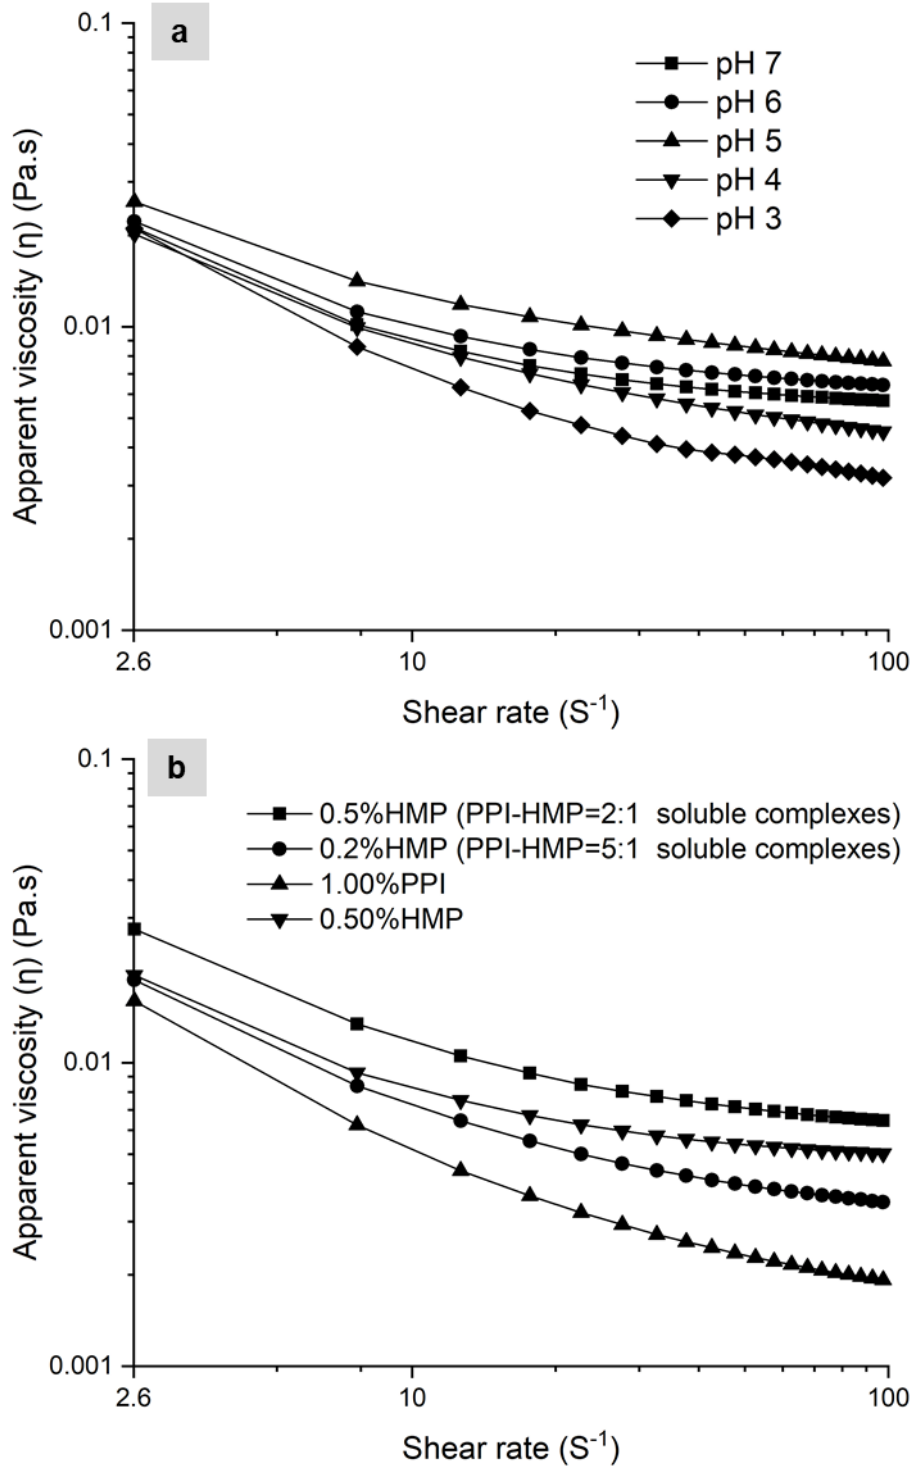 a
0.1
0.01
0.001
Apparent viscosity (η) (Pa.s)
pH 7
pH 6
pH 5
pH 4
pH 3
2.6
10
100
Shear rate (S⁻¹)
b
0.1
0.01
0.001
Apparent viscosity (η) (Pa.s)
0.5%HMP (PPI-HMP=2:1 soluble complexes)
0.2%HMP (PPI-HMP=5:1 soluble complexes)
1.00%PPI
0.50%HMP
2.6
10
100
Shear rate (S⁻¹)